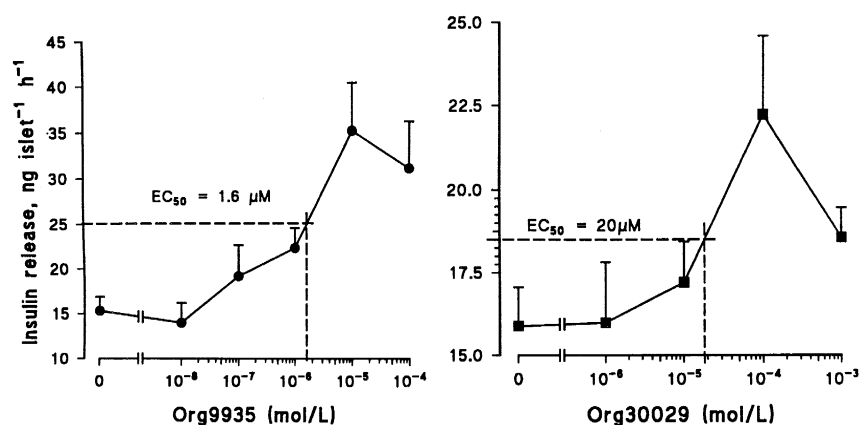 Insulin release, ng islet⁻¹ h⁻¹
45
40
35
30
25
20
15
10
EC₅₀ = 1.6 µM
0 10⁻⁸ 10⁻⁷ 10⁻⁶ 10⁻⁵ 10⁻⁴
Org9935 (mol/L)
25.0
22.5
20.0
17.5
15.0
EC₅₀ = 20µM
0 10⁻⁶ 10⁻⁵ 10⁻⁴ 10⁻³
Org30029 (mol/L)